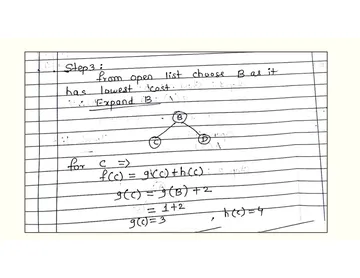 Step 3:
from open list choose B as it
has lowest cost.
∴ Expand B.
B
C D
for C ⇒
f(c) = g(c) + h(c)
g(c) = g(B) + 2
= 1+2
g(c) = 3 , h(c) = 4